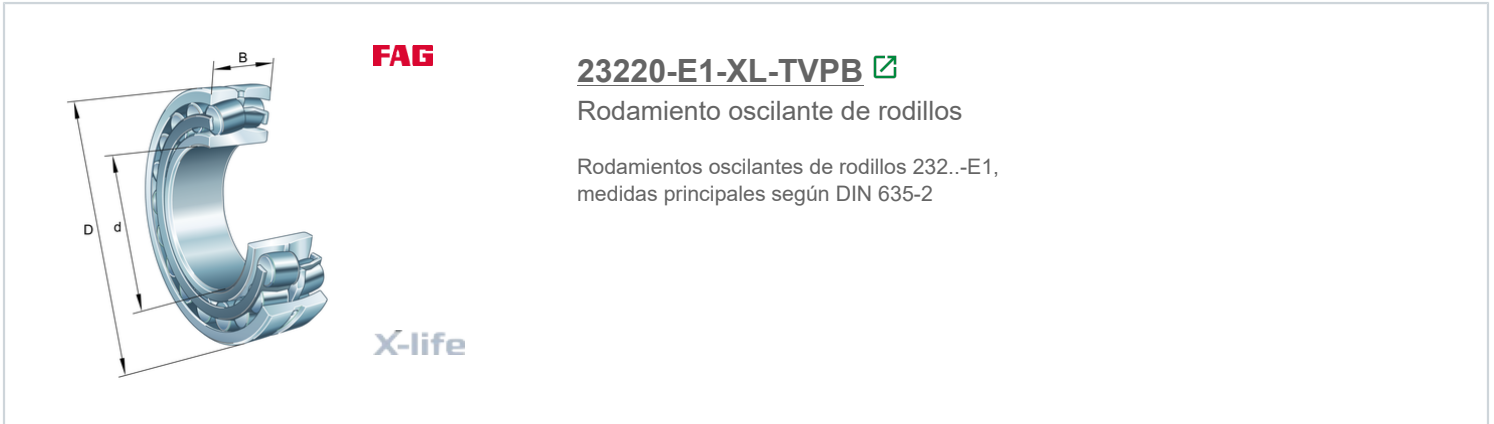 B
FAG
23220-E1-XL-TVPB
Rodamiento oscilante de rodillos
Rodamientos oscilantes de rodillos 232..-E1,
medidas principales según DIN 635-2
D
d
X-life